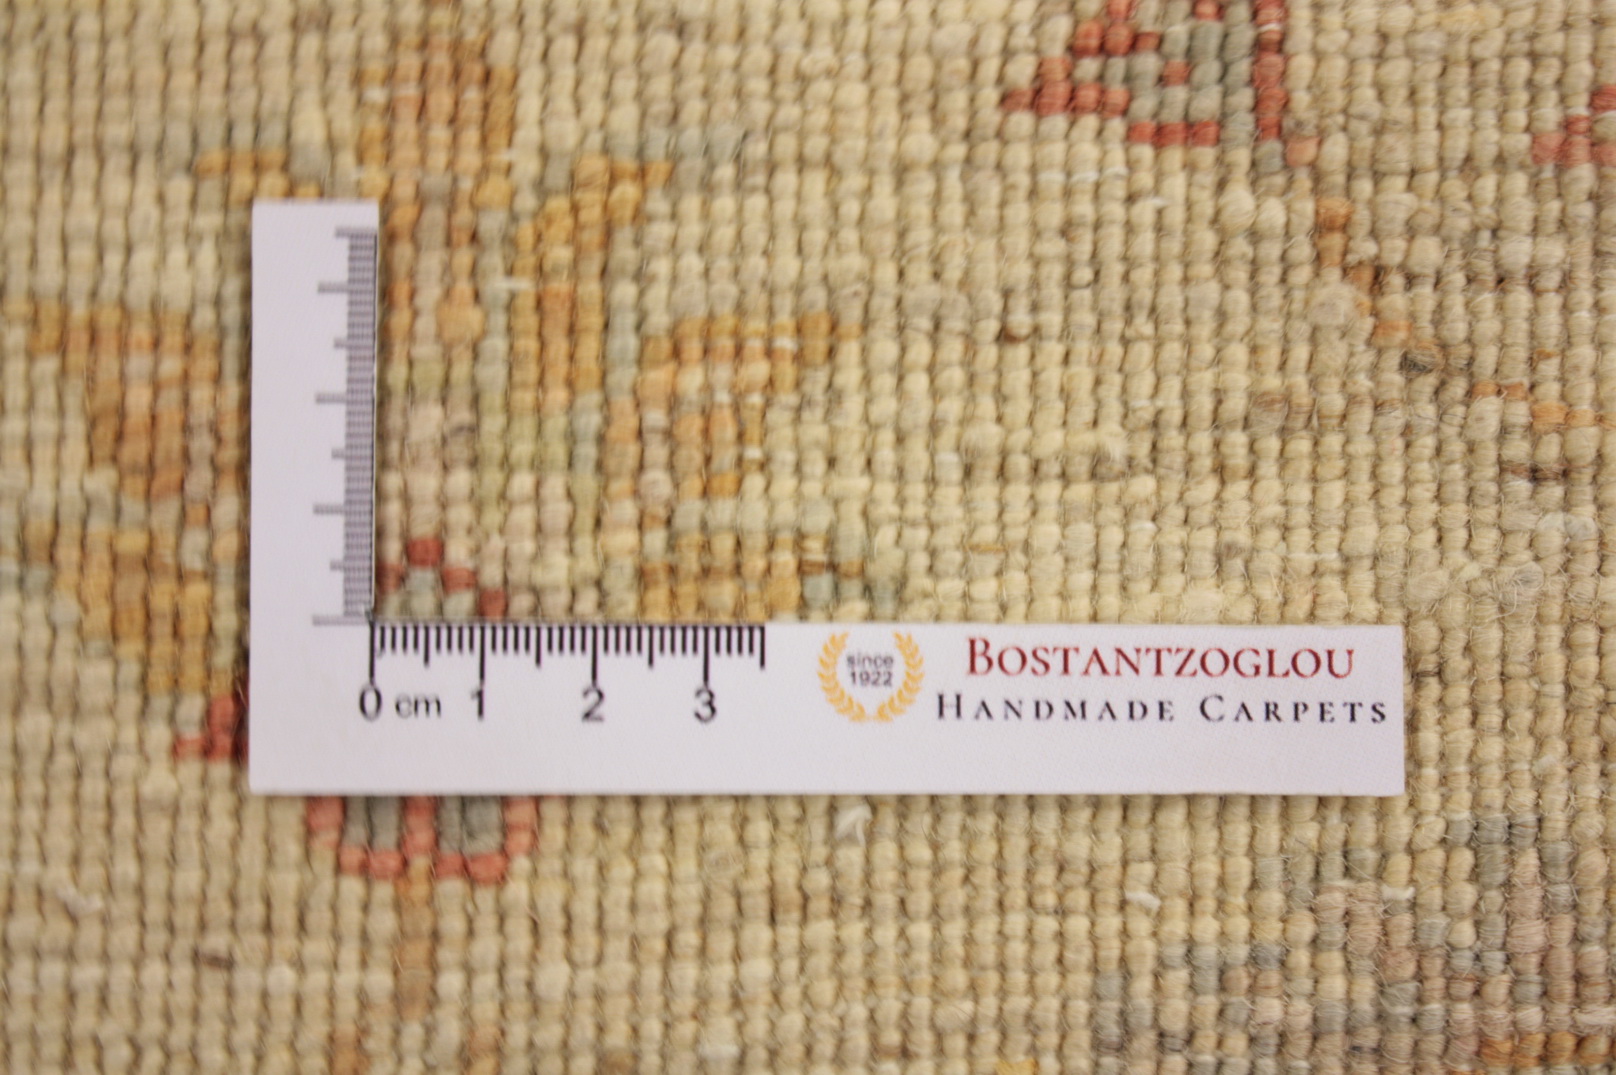 0 cm 1 2 3
since
1922
BOSTANTZOGLOU
HANDMADE CARPETS